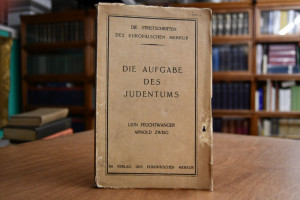 DIE STREITSCHRIFTEN
DES EUROPÄISCHEN MERKUR
DIE AUFGABE
DES
JUDENTUMS
LION FEUCHTWANGER
ARNOLD ZWEIG
IM VERLAG DES EUROPÄISCHEN MERKUR